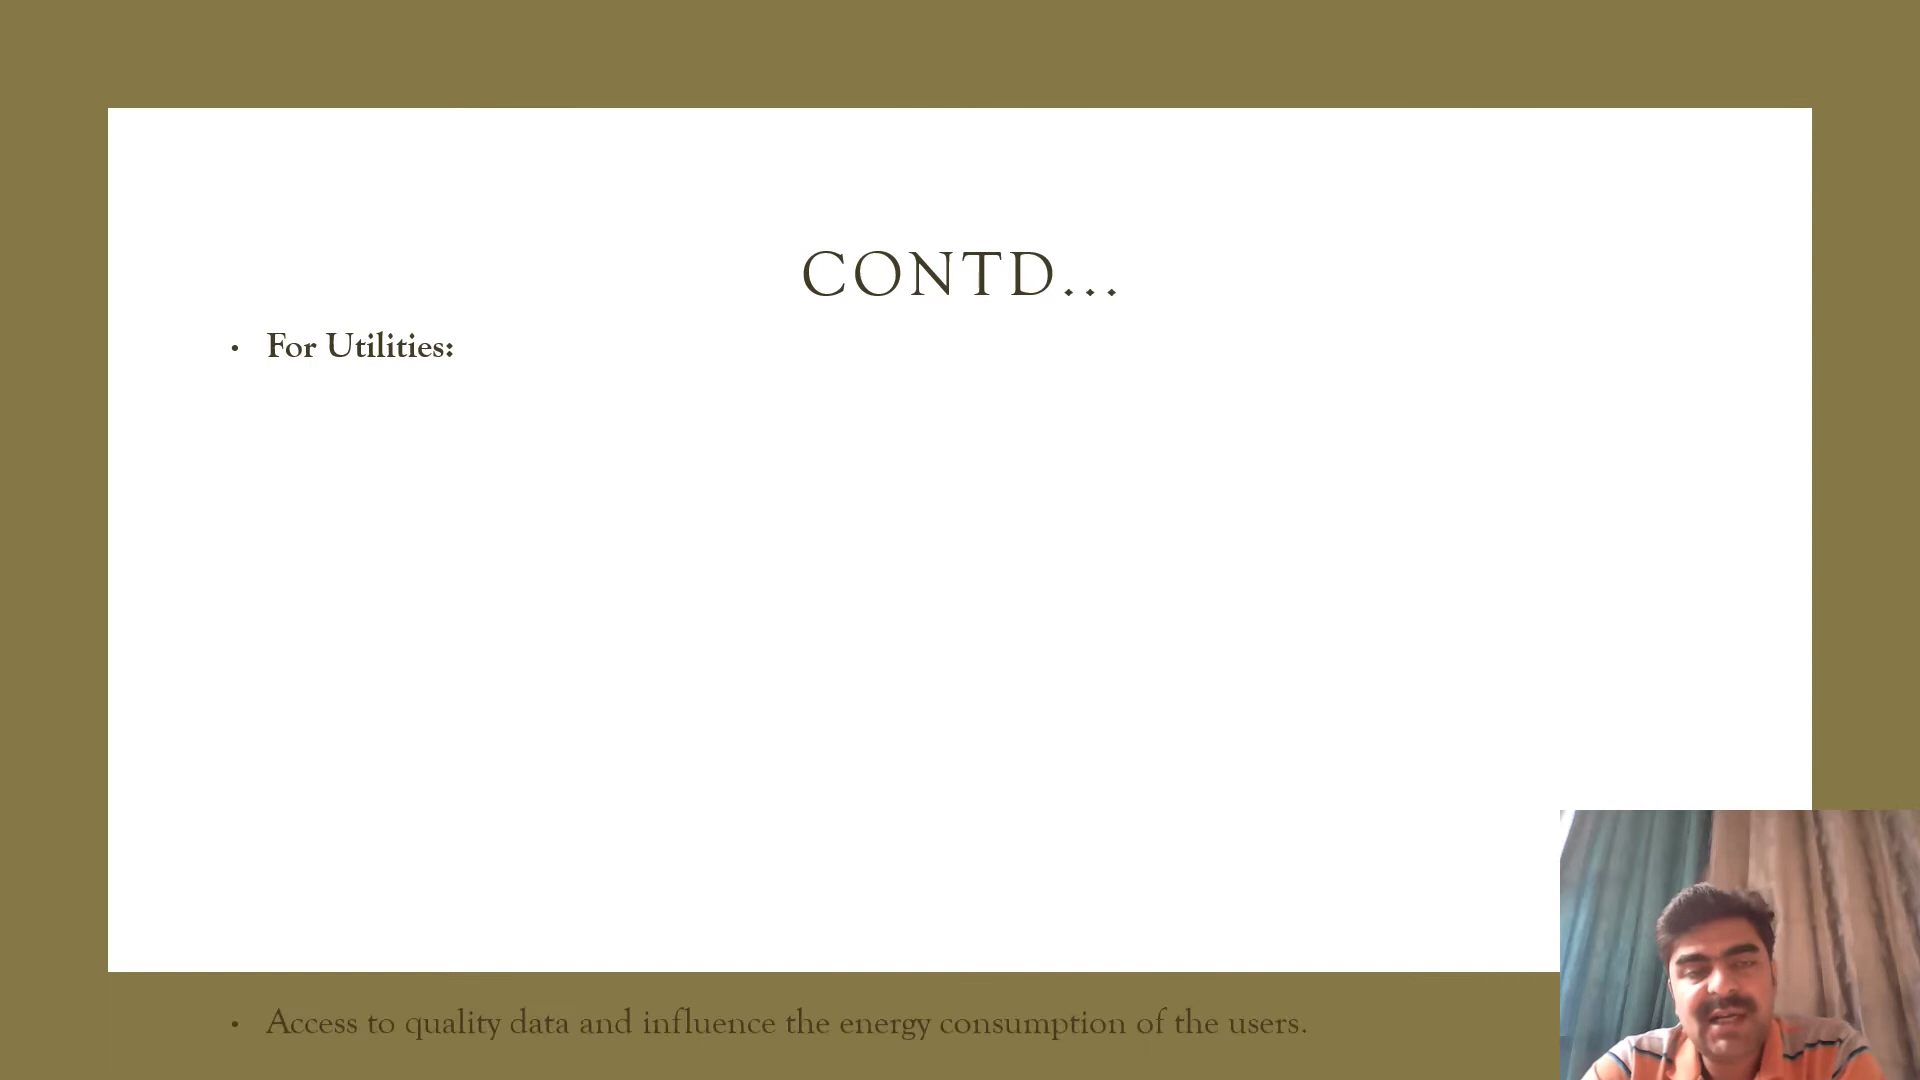 CONTD...
• For Utilities:
• Access to quality data and influence the energy consumption of the users.